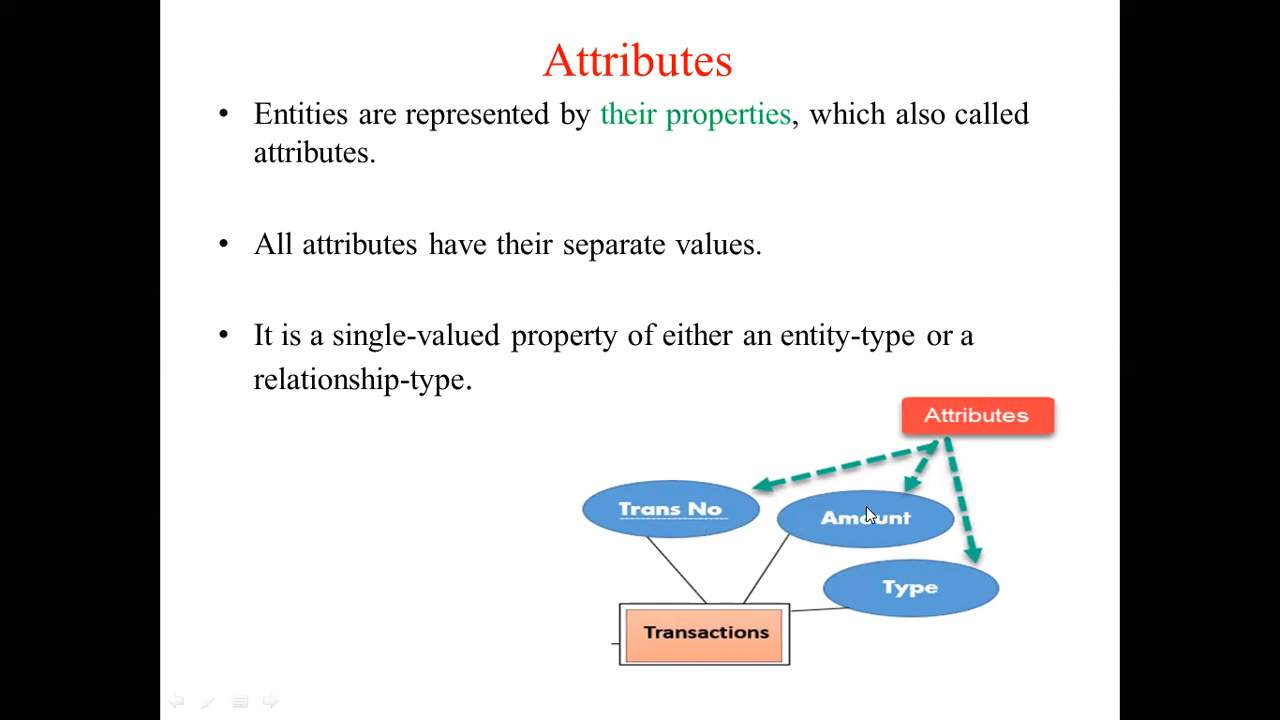 Attributes
• Entities are represented by their properties, which also called
attributes.
• All attributes have their separate values.
• It is a single-valued property of either an entity-type or a
relationship-type.
Attributes
Trans No
Amount
Type
Transactions